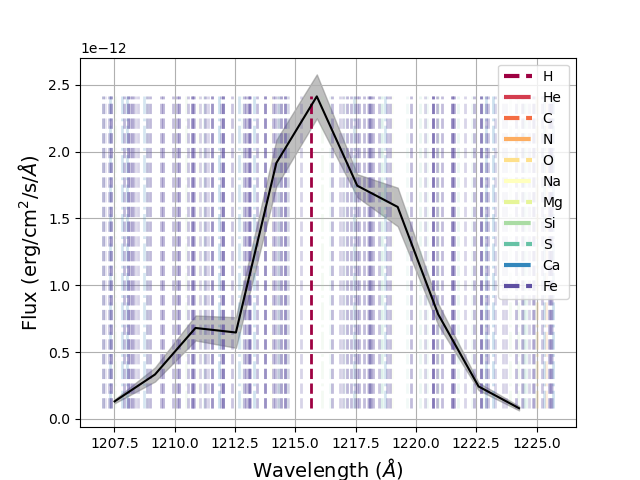 1e−12
2.5
2.0
1.5
1.0
0.5
0.0
Flux (erg/cm²/s/Å)
H
He
C
N
O
Na
Mg
Si
S
Ca
Fe
1207.5 1210.0 1212.5 1215.0 1217.5 1220.0 1222.5 1225.0
Wavelength (Å)